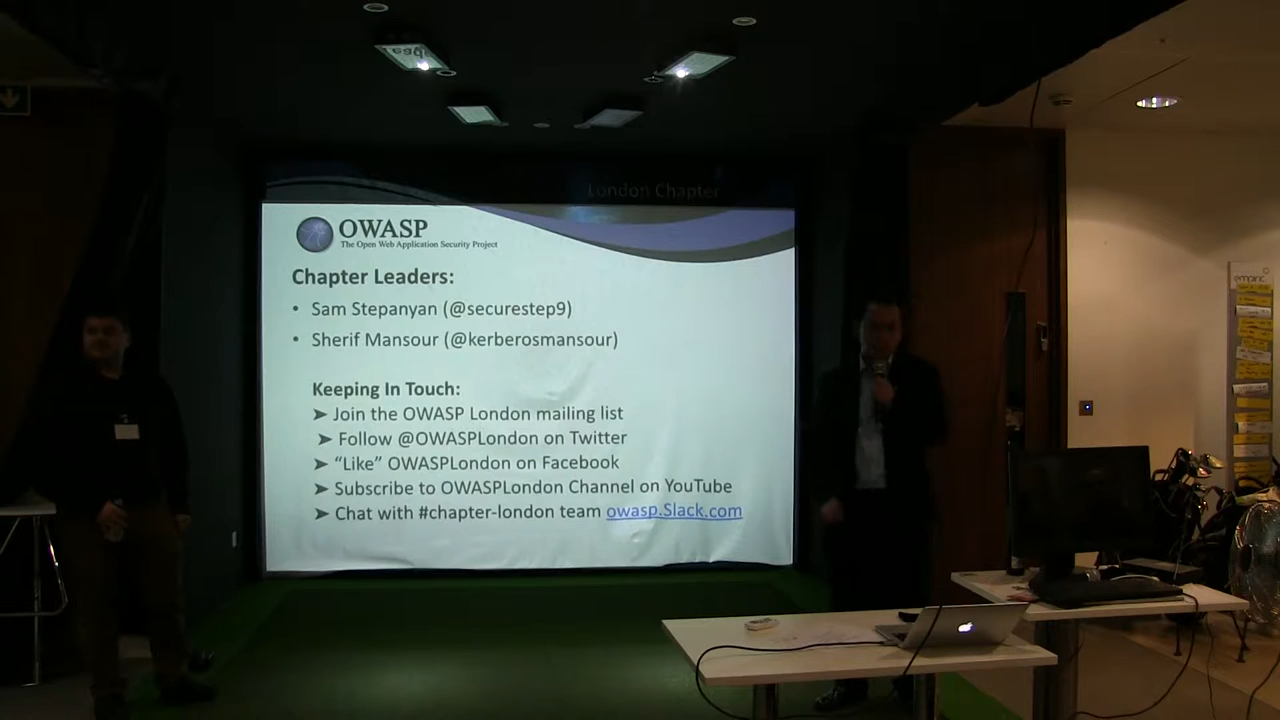 London Chapter
OWASP
The Open Web Application Security Project
Chapter Leaders:
• Sam Stepanyan (@securestep9)
• Sherif Mansour (@kerberosmansour)
Keeping In Touch:
➤ Join the OWASP London mailing list
➤ Follow @OWASPLondon on Twitter
➤ “Like” OWASPLondon on Facebook
➤ Subscribe to OWASPLondon Channel on YouTube
➤ Chat with #chapter-london team owasp.Slack.com
empiric